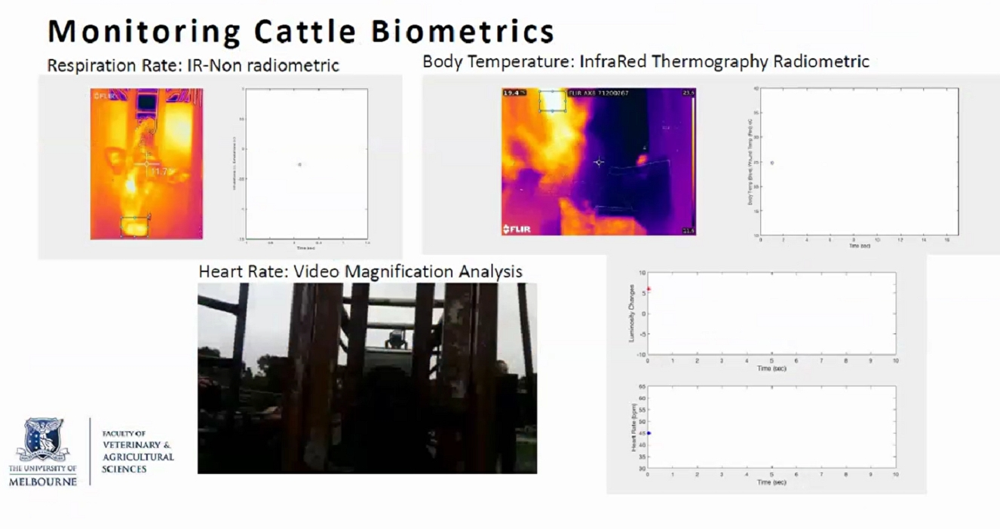 Monitoring Cattle Biometrics
Respiration Rate: IR-Non radiometric
Body Temperature: InfraRed Thermography Radiometric
FLIR
11.7
Time (sec)
19.4 FLIR AX8 71200267 23.6
FLIR
40
35
30
25
20
15
10
0 2 4 6 8 10 12 14 16
Time (sec)
Heart Rate: Video Magnification Analysis
Luminosity Changes
10
5
0
-5
-10
0 1 2 3 4 5 6 7 8 9 10
Time (sec)
Heart Rate (bpm)
65
60
55
50
45
40
35
30
0 1 2 3 4 5 6 7 8 9 10
Time (sec)
THE UNIVERSITY OF
MELBOURNE
FACULTY OF
VETERINARY &
AGRICULTURAL
SCIENCES